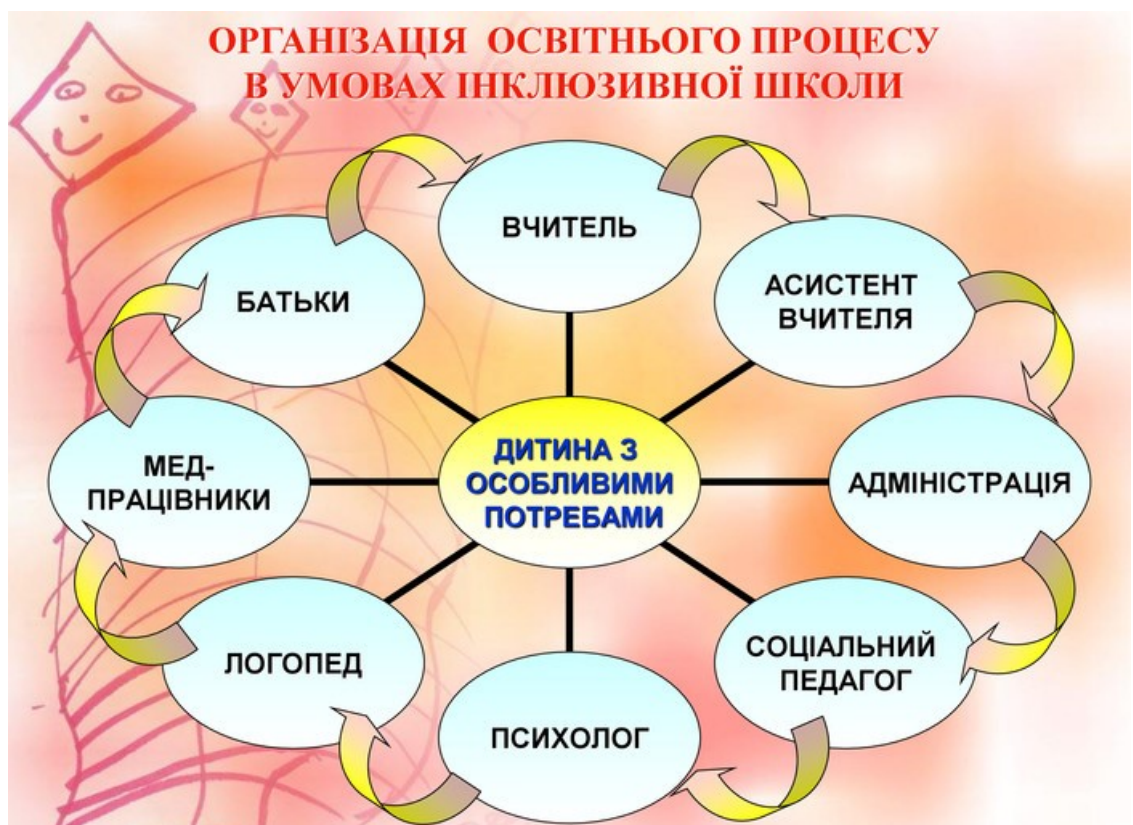 ОРГАНІЗАЦІЯ ОСВІТНЬОГО ПРОЦЕСУ
В УМОВАХ ІНКЛЮЗИВНОЇ ШКОЛИ
ВЧИТЕЛЬ
АСИСТЕНТ
ВЧИТЕЛЯ
АДМІНІСТРАЦІЯ
СОЦІАЛЬНИЙ
ПЕДАГОГ
ПСИХОЛОГ
ЛОГОПЕД
МЕД-
ПРАЦІВНИКИ
БАТЬКИ
ДИТИНА З
ОСОБЛИВИМИ
ПОТРЕБАМИ